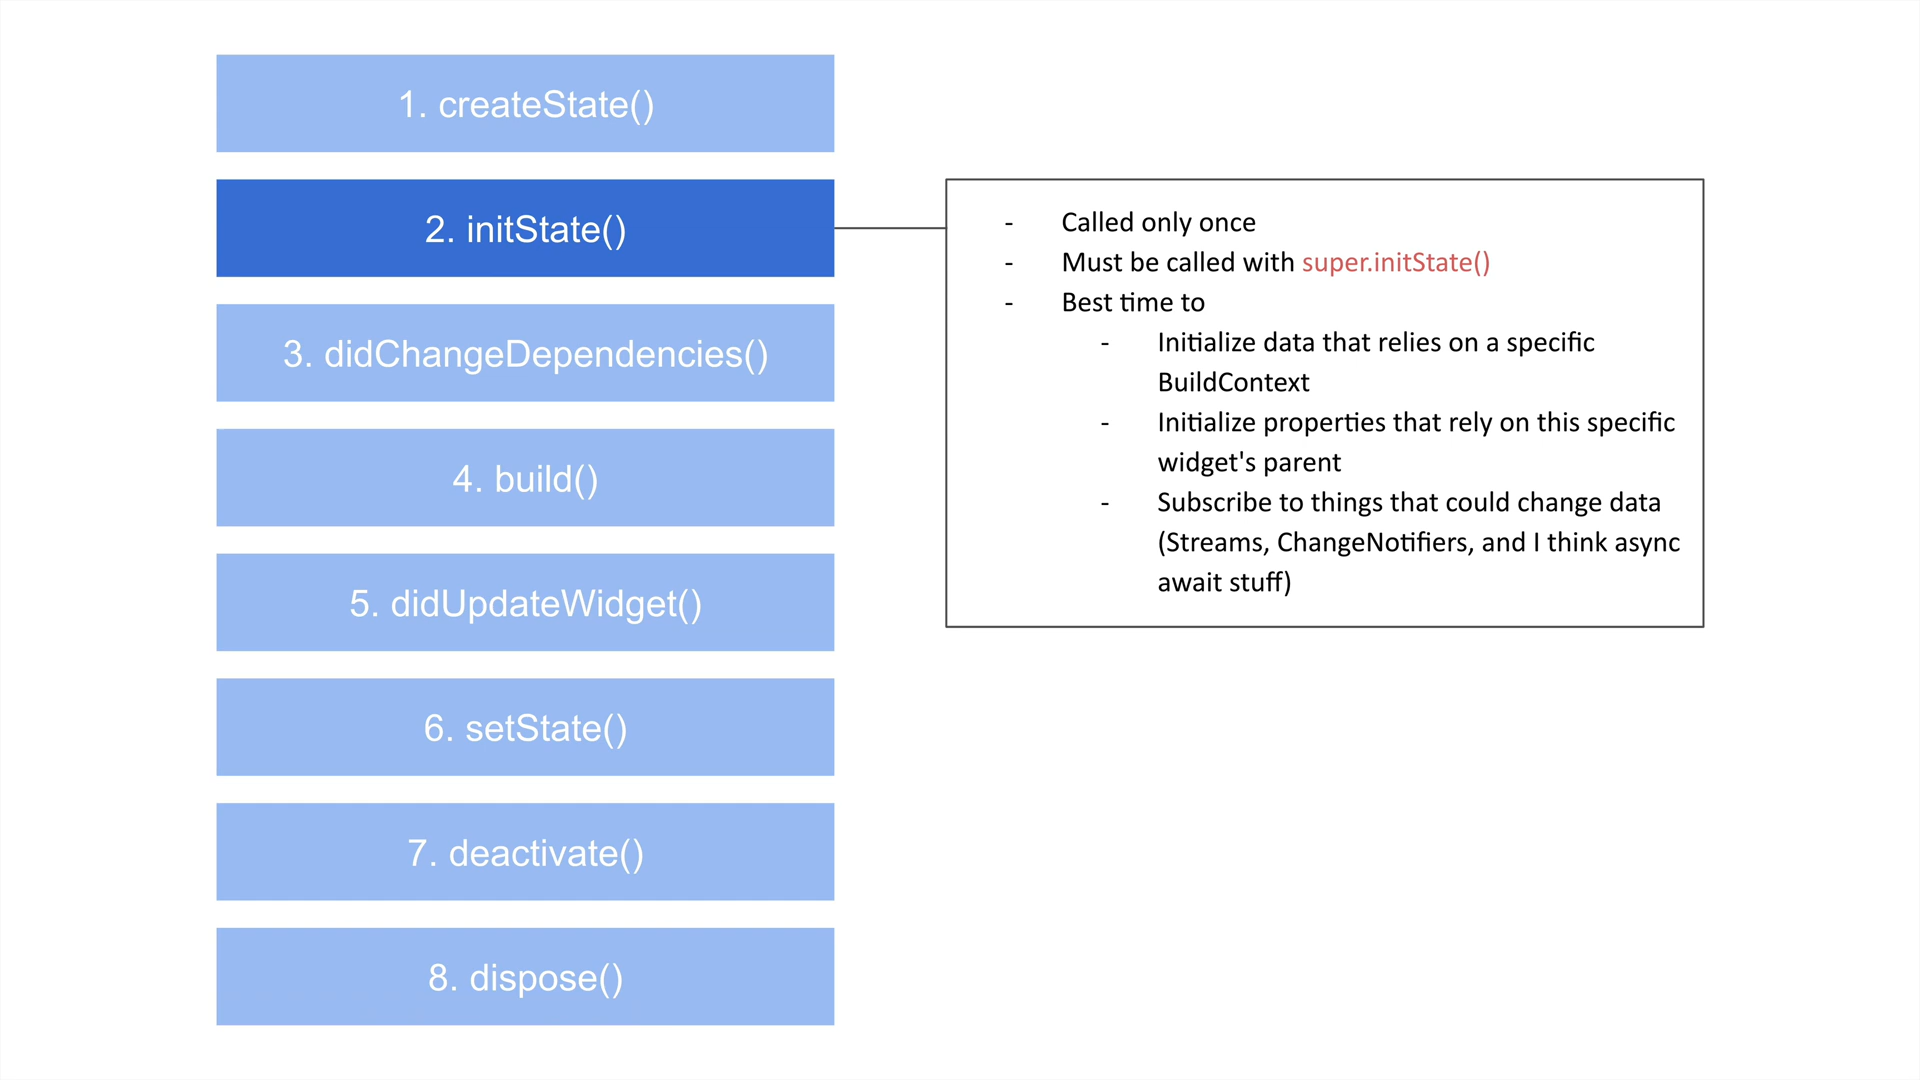 1. createState()
2. initState()
3. didChangeDependencies()
4. build()
5. didUpdateWidget()
6. setState()
7. deactivate()
8. dispose()
- Called only once
- Must be called with super.initState()
- Best time to
- Initialize data that relies on a specific
BuildContext
- Initialize properties that rely on this specific
widget's parent
- Subscribe to things that could change data
(Streams, ChangeNotifiers, and I think async
await stuff)